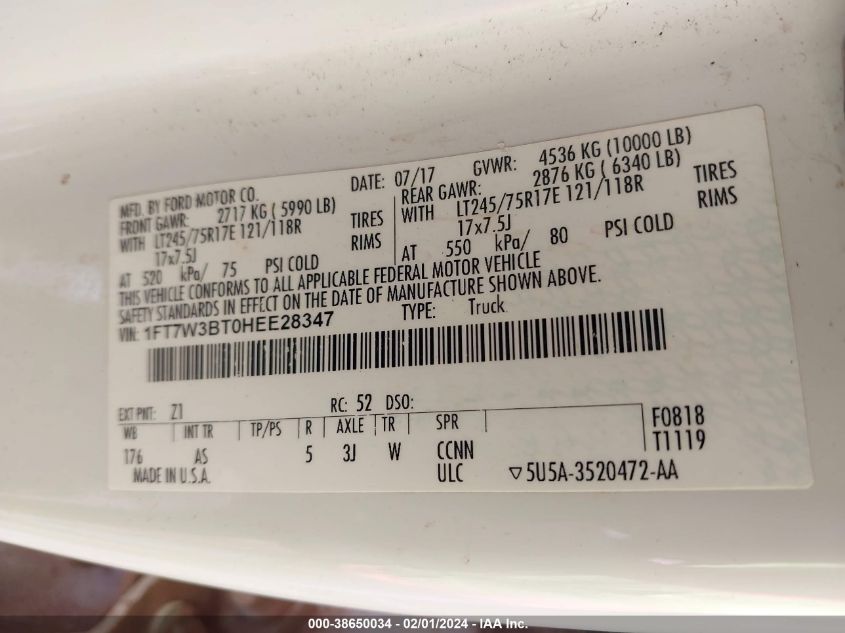 MFD. BY FORD MOTOR CO.
DATE: 07/17 GVWR: 4536 KG (10000 LB)
FRONT GAWR: 2717 KG ( 5990 LB)
REAR GAWR: 2876 KG ( 6340 LB)
WITH LT245/75R17E 121/118R TIRES
WITH LT245/75R17E 121/118R TIRES
17x7.5J RIMS
17x7.5J RIMS
AT 520 kPa/ 75 PSI COLD
AT 550 kPa/ 80 PSI COLD
THIS VEHICLE CONFORMS TO ALL APPLICABLE FEDERAL MOTOR VEHICLE
SAFETY STANDARDS IN EFFECT ON THE DATE OF MANUFACTURE SHOWN ABOVE.
VIN: 1FT7W3BT0HEE28347 TYPE: Truck
EXT PNT: Z1 RC: 52 DSO:
WB INT TR TP/PS R AXLE TR SPR F0818
T1119
176 AS 5 3J W CCNN
MADE IN U.S.A. ULC ▽5U5A-3520472-AA
000-38650034 - 02/01/2024 - IAA Inc.